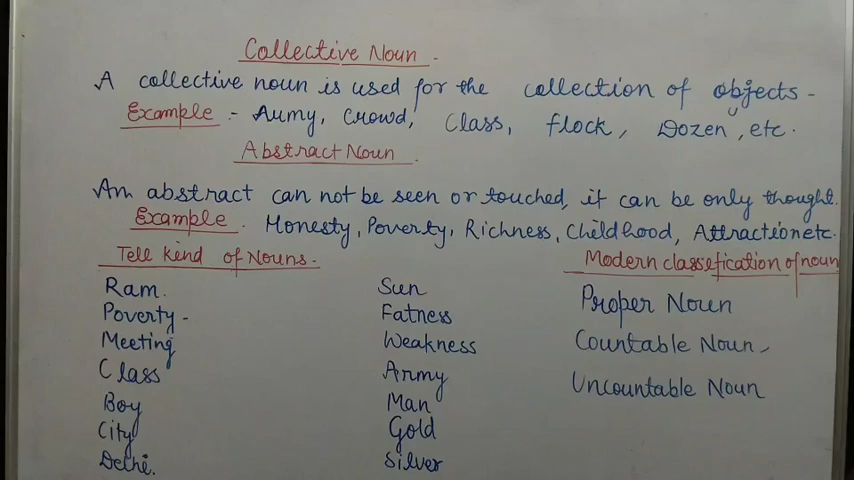 Collective Noun.
A collective noun is used for the collection of objects-
Example - Army, Crowd, Class, flock, Dozen, etc.
Abstract Noun.
An abstract can not be seen or touched, it can be only thought.
Example. Honesty, Poverty, Richness, Childhood, Attraction etc.
Tell kind of Nouns.
Ram.
Poverty-
Meeting
Class
Boy
City
Delhi.
Sun
Fatness
Weakness
Army
Man
Gold
Silver
Modern classefication of noun
Proper Noun
Countable Noun
Uncountable Noun